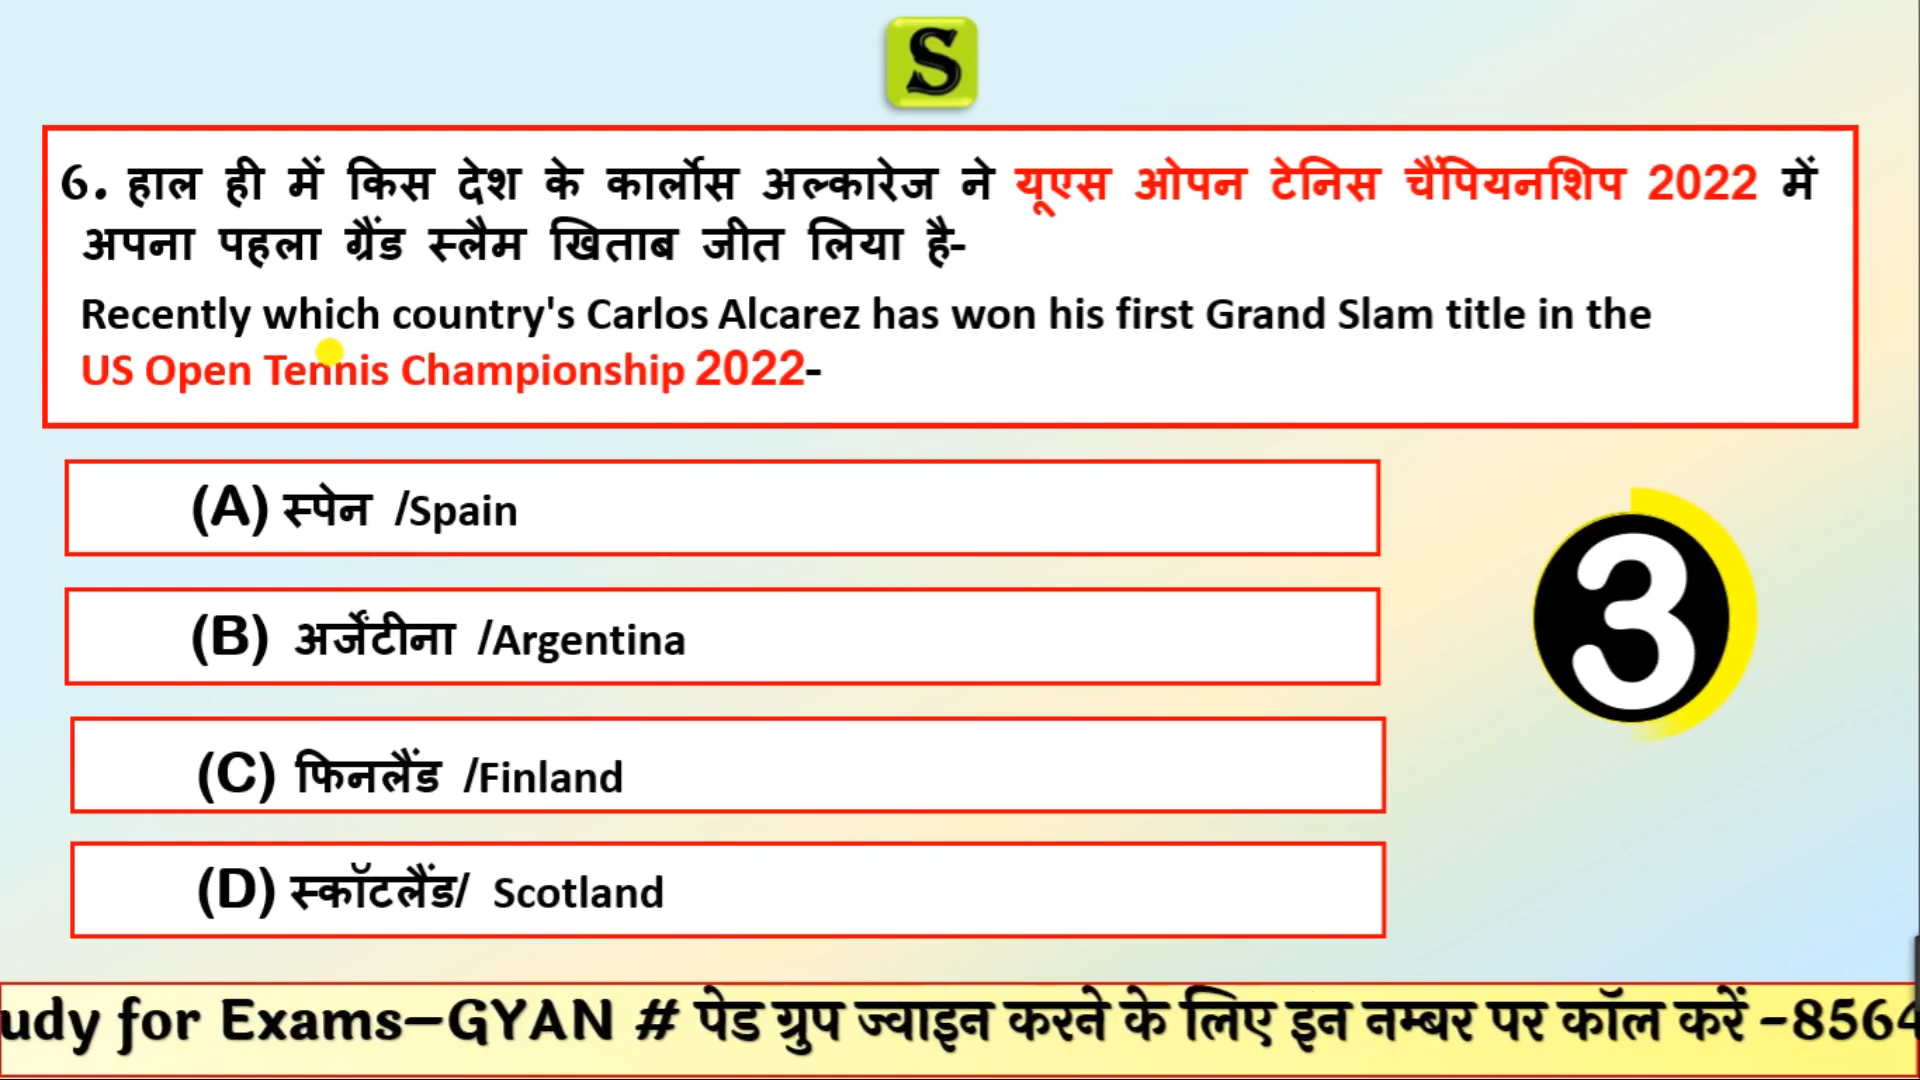 S
6. हाल ही में किस देश के कार्लोस अल्कारेज ने यूएस ओपन टेनिस चैंपियनशिप 2022 में
अपना पहला ग्रैंड स्लैम खिताब जीत लिया है-
Recently which country's Carlos Alcarez has won his first Grand Slam title in the
US Open Tennis Championship 2022-
(A) स्पेन /Spain
(B) अर्जेंटीना /Argentina
3
(C) फिनलैंड /Finland
(D) स्कॉटलैंड/ Scotland
udy for Exams–GYAN # पेड ग्रुप ज्वाइन करने के लिए इन नम्बर पर कॉल करें -8564